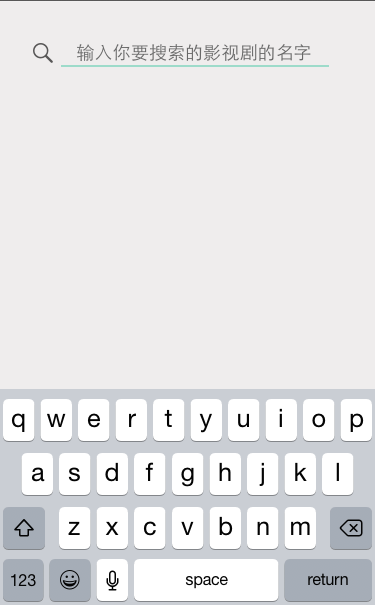 输入你要搜索的影视剧的名字
q w e r t y u i o p
a s d f g h j k l
z x c v b n m
123 space return